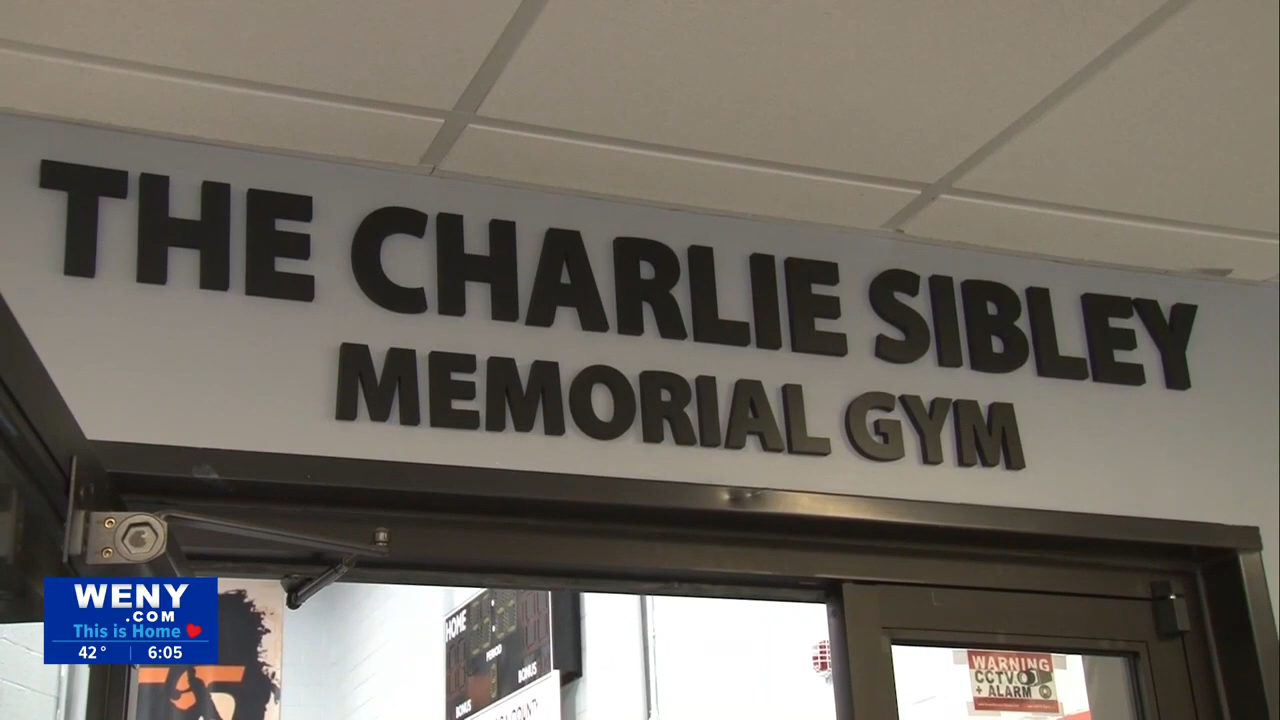 THE CHARLIE SIBLEY
MEMORIAL GYM
WENY
.COM
This is Home
42° 6:05
HOME
PERIOD
BONUS
BONUS
COUNTY
WARNING
CCTV
+ ALARM